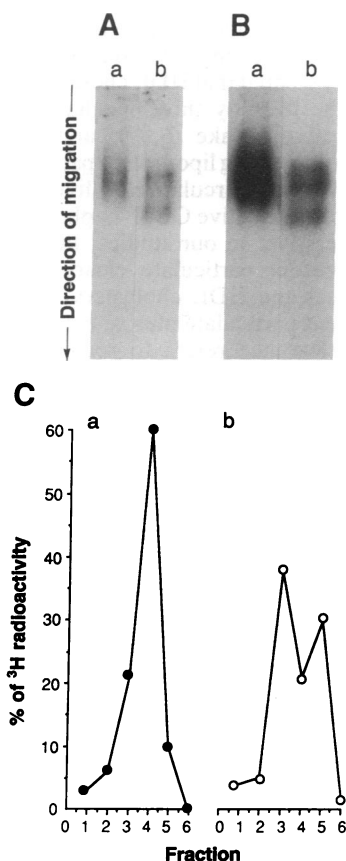 A B
a b a b
Direction of migration
C
a b
60
50
40
30
20
10
0
% of ³H radioactivity
0 1 2 3 4 5 6 0 1 2 3 4 5 6
Fraction